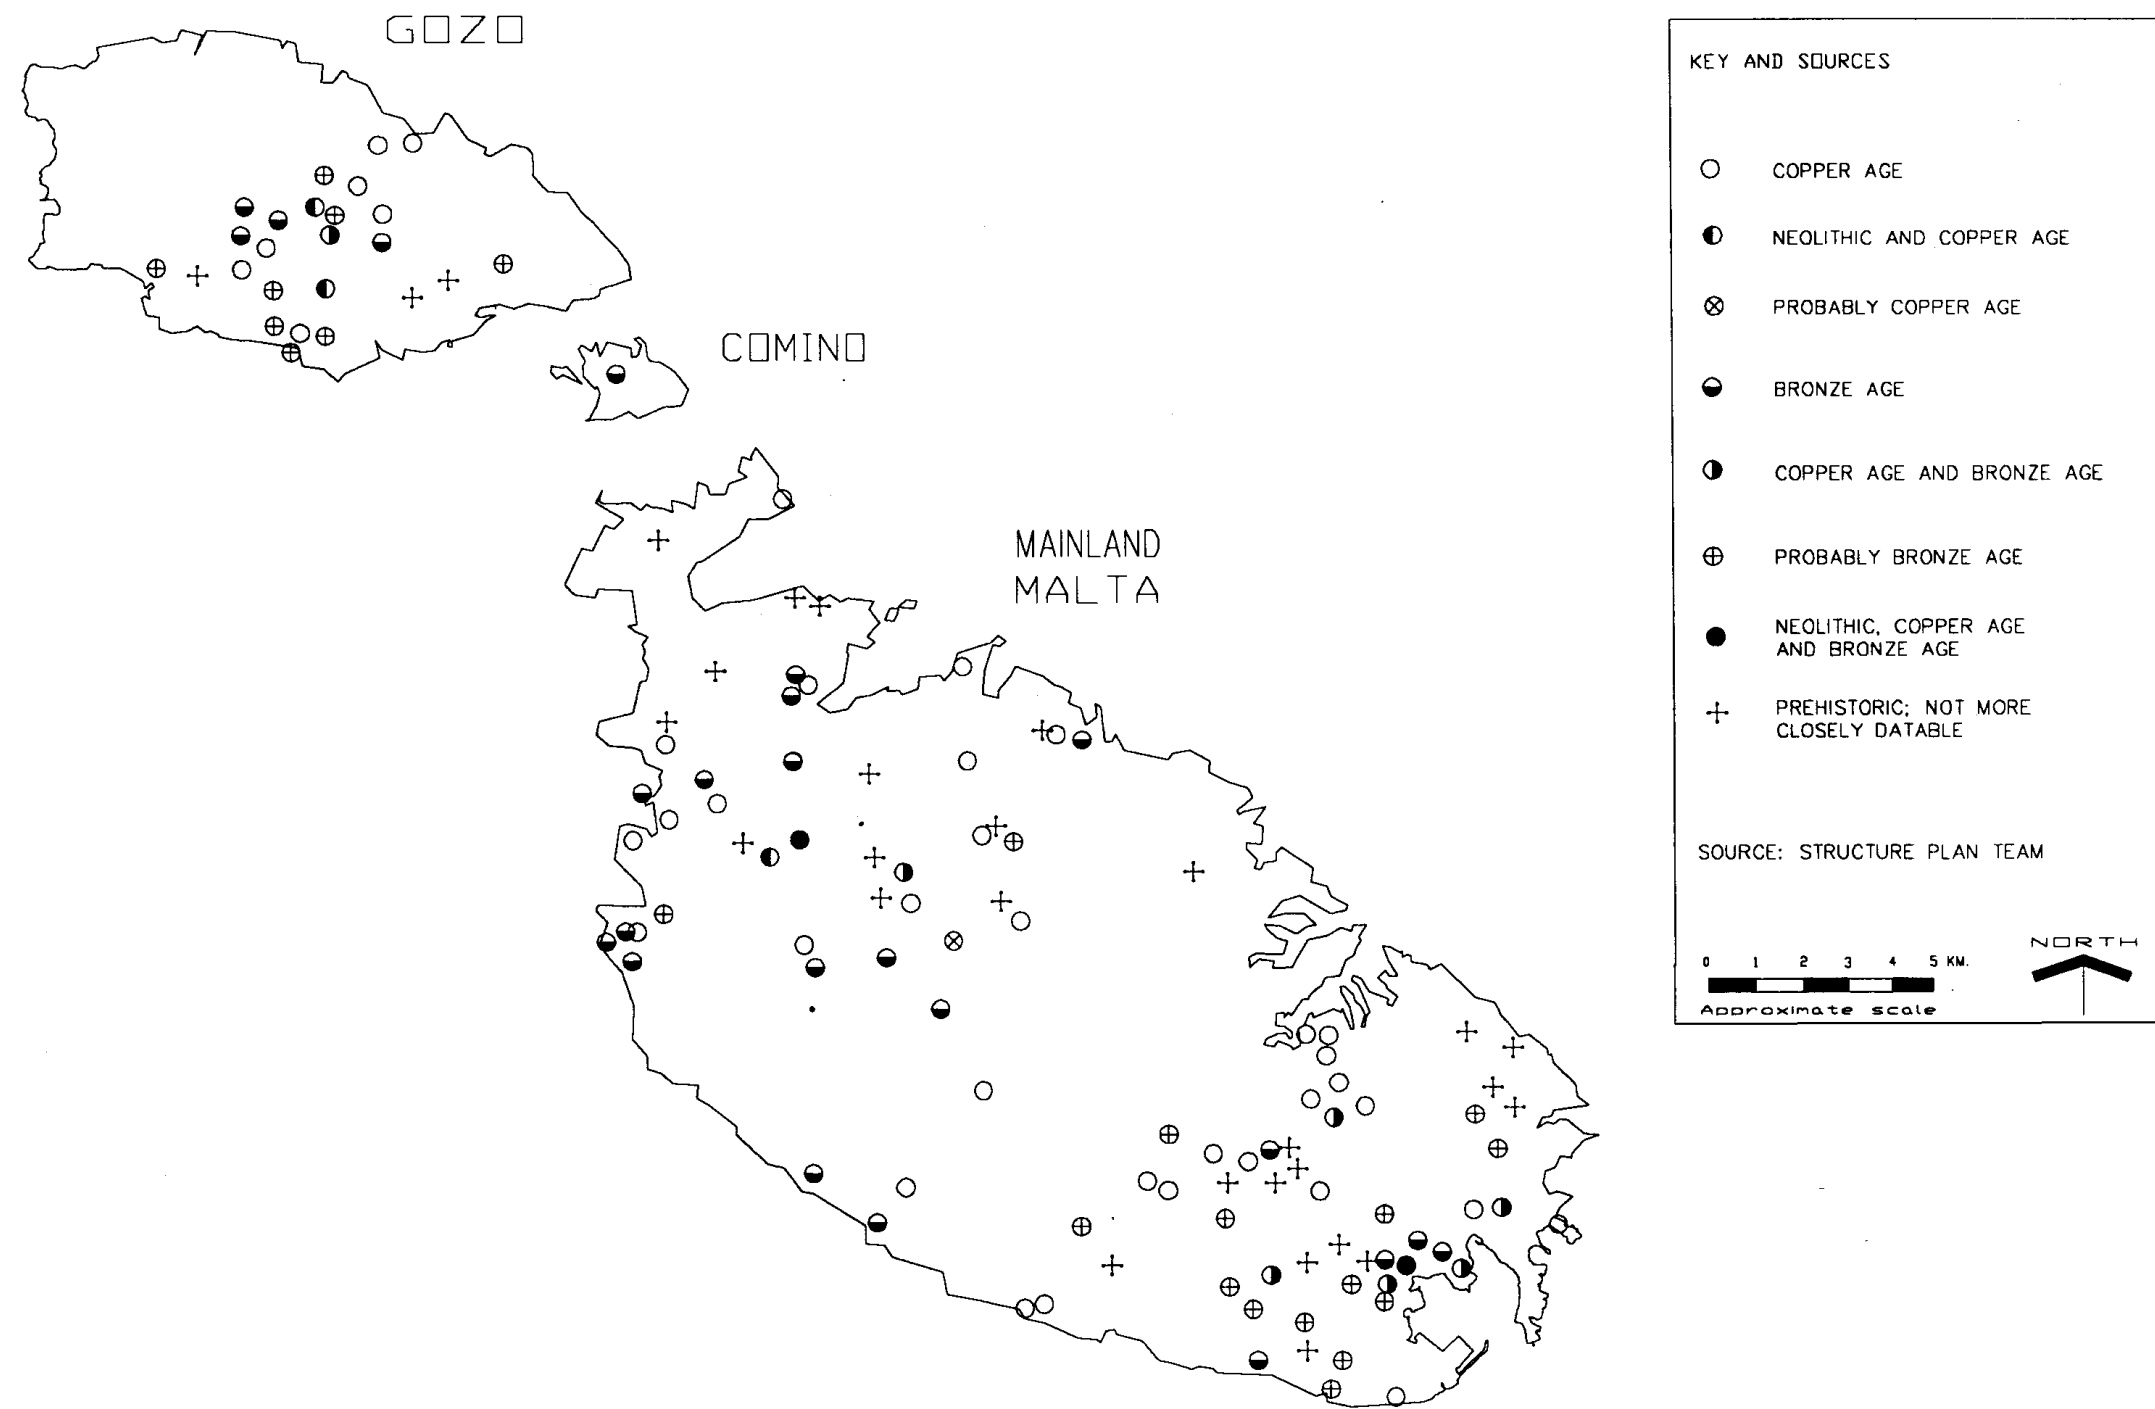 GOZO
COMINO
MAINLAND
MALTA
KEY AND SOURCES
COPPER AGE
NEOLITHIC AND COPPER AGE
PROBABLY COPPER AGE
BRONZE AGE
COPPER AGE AND BRONZE AGE
PROBABLY BRONZE AGE
NEOLITHIC, COPPER AGE
AND BRONZE AGE
PREHISTORIC; NOT MORE
CLOSELY DATABLE
SOURCE: STRUCTURE PLAN TEAM
NORTH
0 1 2 3 4 5 KM.
Approximate scale